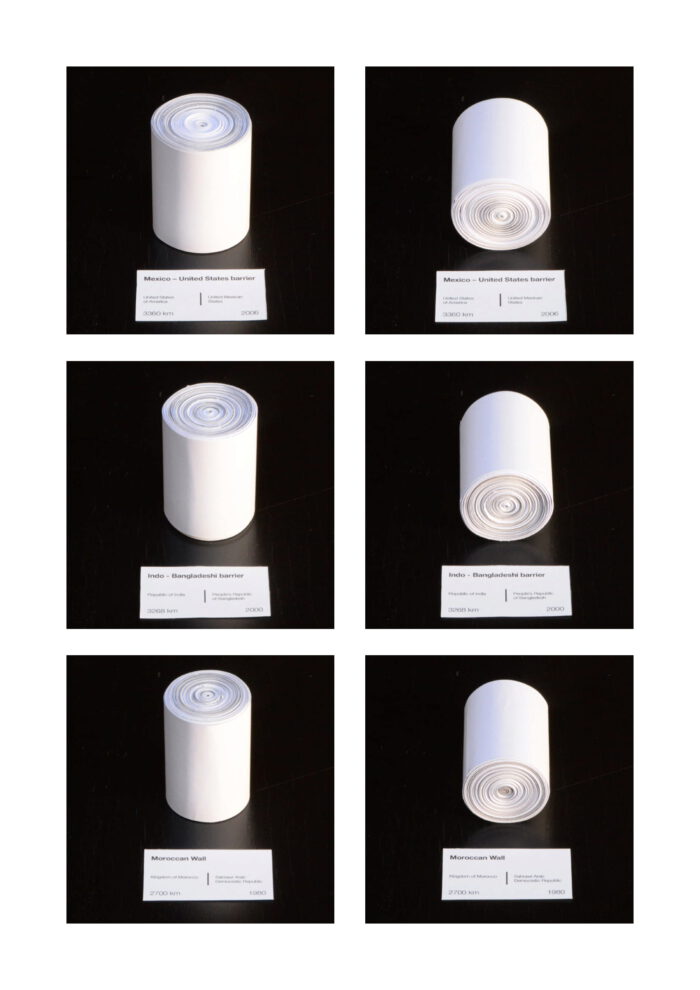 Mexico – United States barrier
United States
of America
United Mexican
States
3360 km
2006
Mexico – United States barrier
United States
of America
United Mexican
States
3360 km
2006
Indo - Bangladeshi barrier
Republic of India
People's Republic
of Bangladesh
3268 km
2000
Indo - Bangladeshi barrier
Republic of India
People's Republic
of Bangladesh
3268 km
2000
Moroccan Wall
Kingdom of Morocco
Sahrawi Arab
Democratic Republic
2700 km
1980
Moroccan Wall
Kingdom of Morocco
Sahrawi Arab
Democratic Republic
2700 km
1980